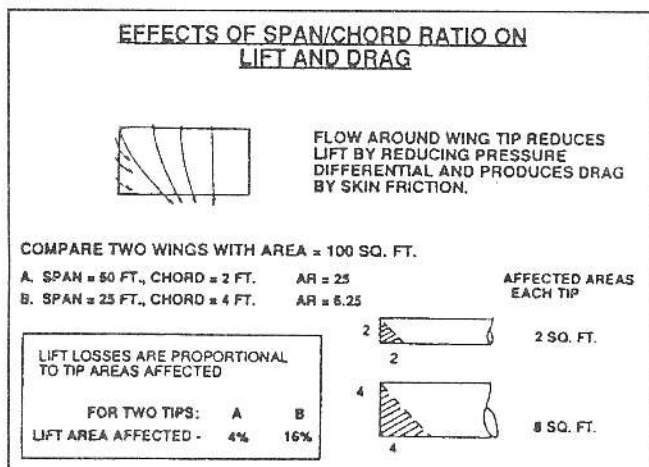 EFFECTS OF SPAN/CHORD RATIO ON
LIFT AND DRAG
FLOW AROUND WING TIP REDUCES
LIFT BY REDUCING PRESSURE
DIFFERENTIAL AND PRODUCES DRAG
BY SKIN FRICTION.
COMPARE TWO WINGS WITH AREA = 100 SQ. FT.
A. SPAN = 50 FT., CHORD = 2 FT. AR = 25
B. SPAN = 25 FT., CHORD = 4 FT. AR = 6.25
AFFECTED AREAS
EACH TIP
2
2
2 SQ. FT.
4
4
8 SQ. FT.
LIFT LOSSES ARE PROPORTIONAL
TO TIP AREAS AFFECTED
FOR TWO TIPS: A B
LIFT AREA AFFECTED - 4% 16%